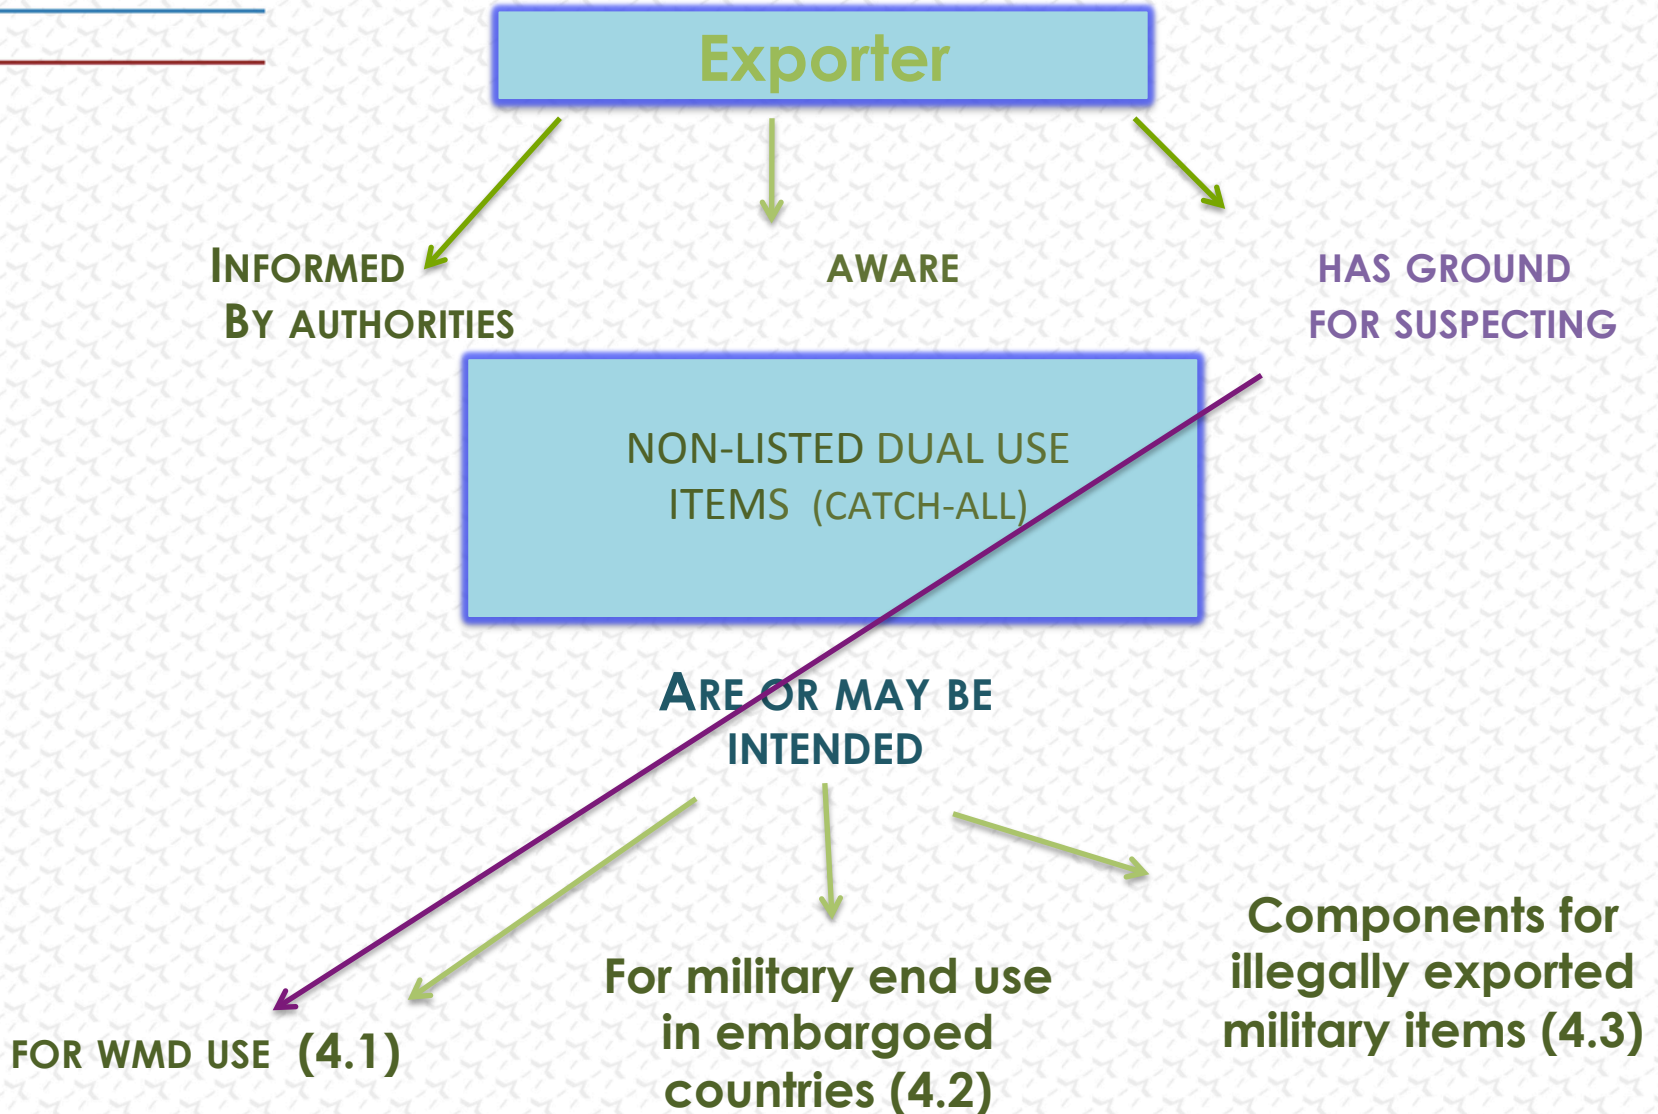 Exporter
INFORMED
BY AUTHORITIES
AWARE
HAS GROUND
FOR SUSPECTING
NON-LISTED DUAL USE
ITEMS (CATCH-ALL)
ARE OR MAY BE
INTENDED
FOR WMD USE (4.1)
For military end use
in embargoed
countries (4.2)
Components for
illegally exported
military items (4.3)